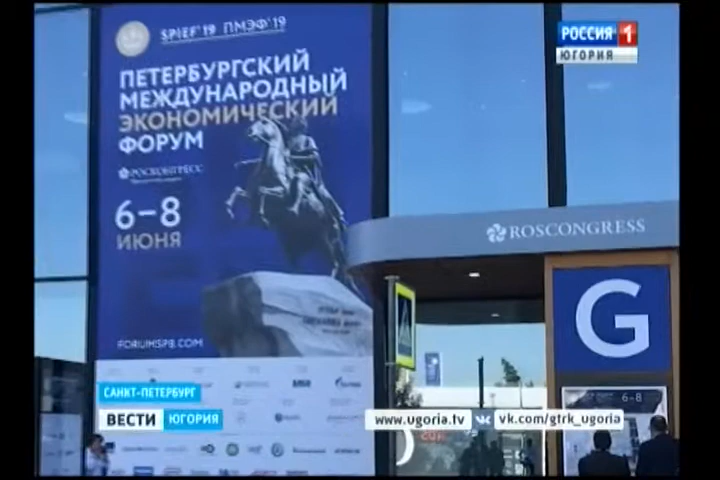 SPIEF'19 ПМЭФ'19
РОССИЯ 1
ЮГОРИЯ
ПЕТЕРБУРГСКИЙ
МЕЖДУНАРОДНЫЙ
ЭКОНОМИЧЕСКИЙ
ФОРУМ
РОСКОНГРЕСС
6–8
ИЮНЯ
ROSCONGRESS
G
FORUMSPB.COM
6–8
САНКТ-ПЕТЕРБУРГ
ВЕСТИ ЮГОРИЯ
www.ugoria.tv vk.com/gtrk_ugoria